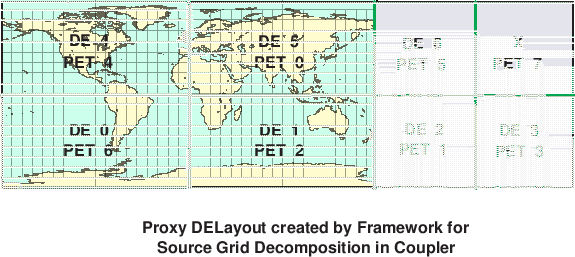 DE 4
DE 5
DE 6
X
PET 4
PET 0
PET 5
PET 7
DE 0
DE 1
DE 2
DE 3
PET 6
PET 2
PET 1
PET 3
Proxy DELayout created by Framework for
Source Grid Decomposition in Coupler